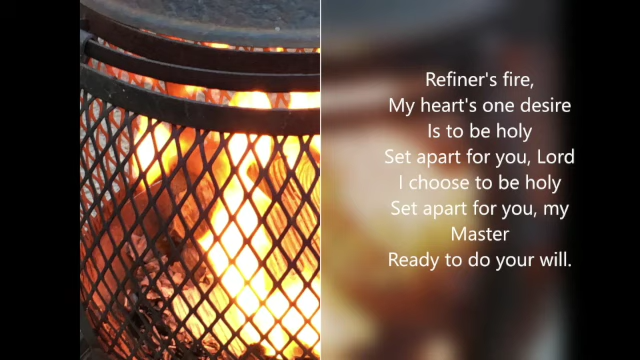 Refiner's fire,
My heart's one desire
Is to be holy
Set apart for you, Lord
I choose to be holy
Set apart for you, my
Master
Ready to do your will.